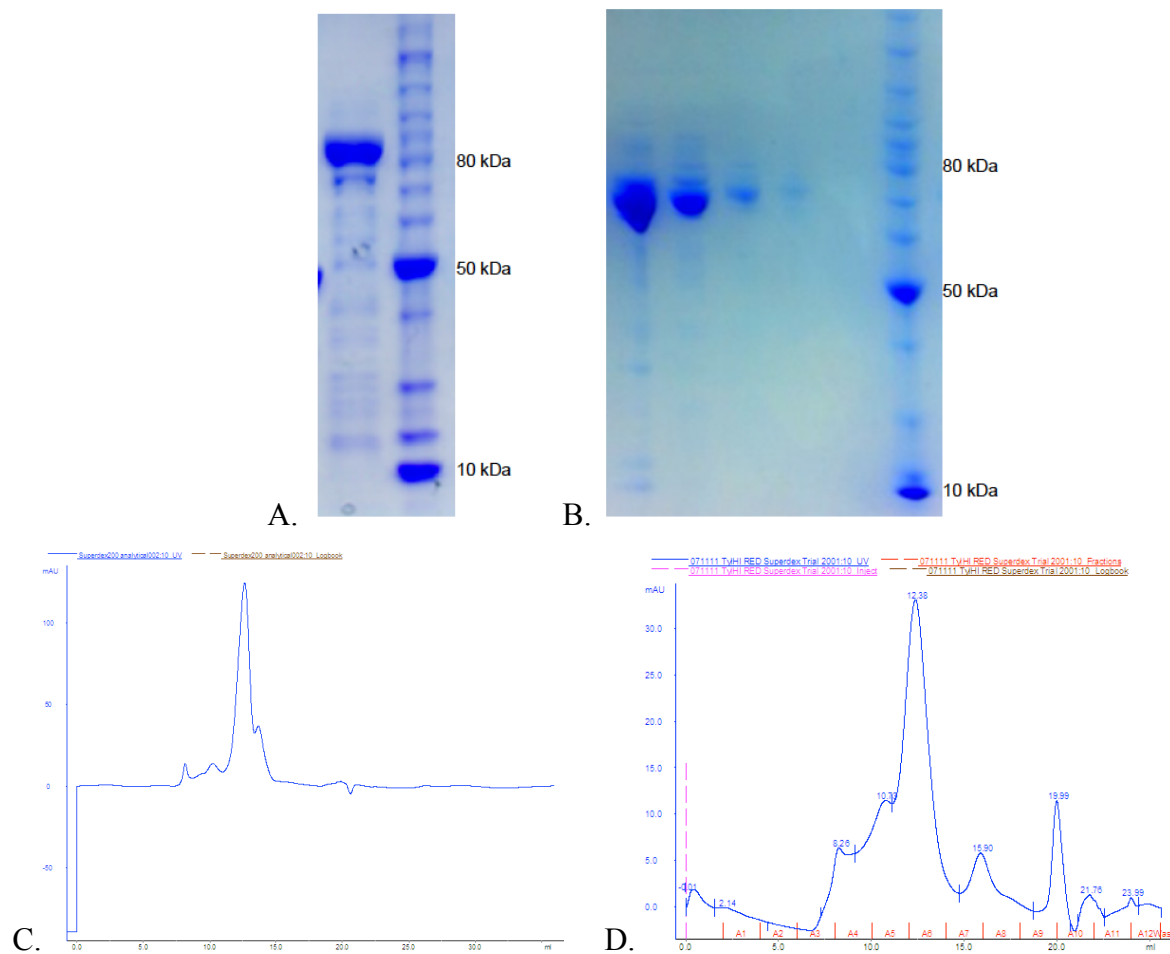 80 kDa
50 kDa
10 kDa
A.
80 kDa
50 kDa
10 kDa
B.
Superdex200 analytical002:10_UV Superdex200 analytical002:10_Logbook
mAU
100
50
0
-50
0.0 5.0 10.0 15.0 20.0 25.0 30.0 ml
C.
071111 TylHI RED Superdex Trial 2001:10_UV 071111 TylHI RED Superdex Trial 2001:10_Fractions
071111 TylHI RED Superdex Trial 2001:10_Inject 071111 TylHI RED Superdex Trial 2001:10_Logbook
mAU
30.0
25.0
20.0
15.0
10.0
5.0
0.0
-0.01
2.14
8.26
12.38
15.90
19.99
21.76
23.99
A1 A2 A3 A4 A5 A6 A7 A8 A9 A10 A11 A12
0.0 5.0 10.0 15.0 20.0 ml
D.